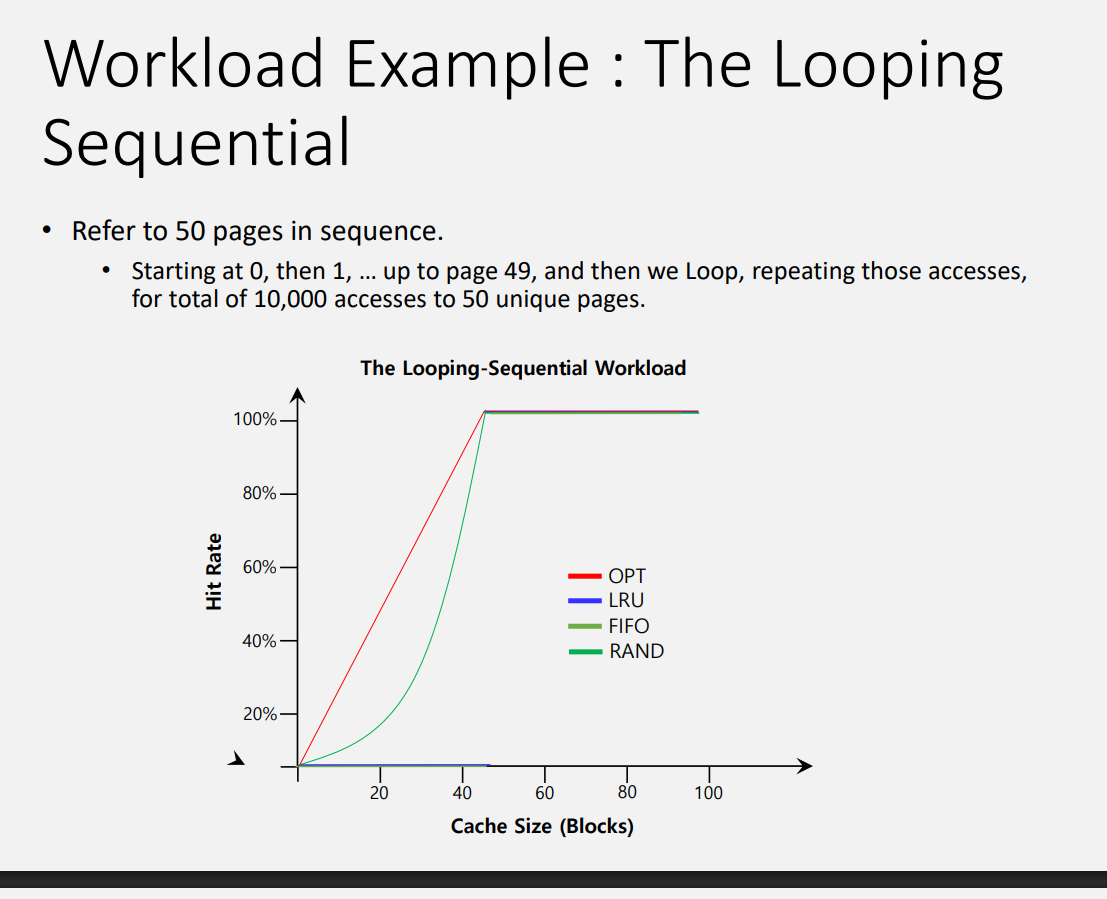 Workload Example : The Looping
Sequential
• Refer to 50 pages in sequence.
• Starting at 0, then 1, … up to page 49, and then we Loop, repeating those accesses,
for total of 10,000 accesses to 50 unique pages.
The Looping-Sequential Workload
100%
80%
60%
40%
20%
Hit Rate
OPT
LRU
FIFO
RAND
20 40 60 80 100
Cache Size (Blocks)